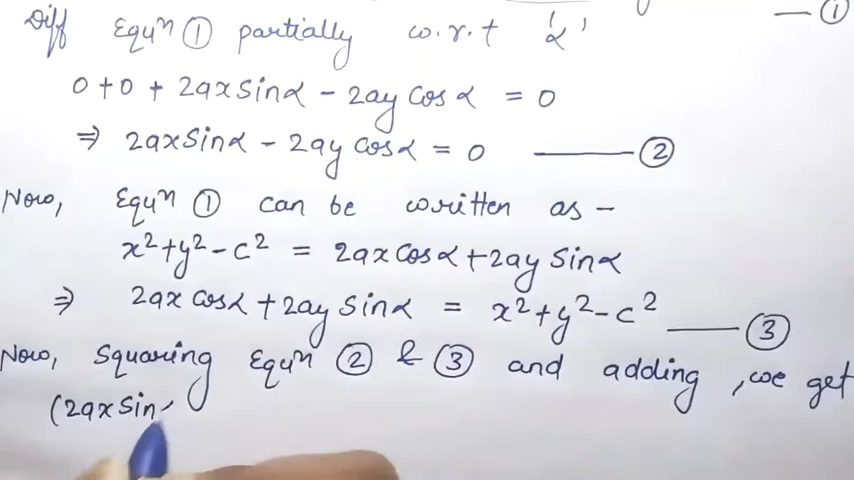 ①
Diff Equⁿ ① partially w.r.t 'α'
0 + 0 + 2ax Sinα - 2ay Cos α = 0
⇒ 2ax Sinα - 2ay Cosα = 0 ②
Now, Equⁿ ① can be written as -
x² + y² - c² = 2ax Cosα + 2ay Sinα
⇒ 2ax cosα + 2ay Sinα = x² + y² - c² ③
Now, Squaring Equⁿ ② & ③ and adding, we get
(2ax Sin